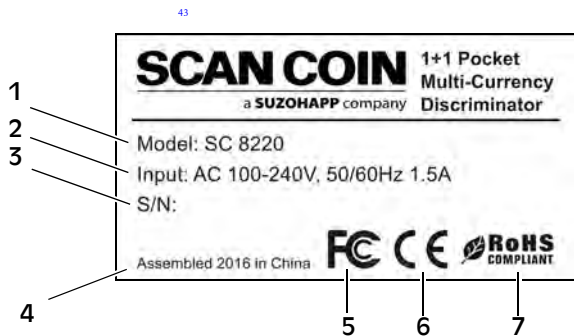 43
SCAN COIN
a SUZOHAPP company
1+1 Pocket
Multi-Currency
Discriminator
1
Model: SC 8220
2
Input: AC 100-240V, 50/60Hz 1.5A
3
S/N:
4
Assembled 2016 in China
FC CE RoHS
COMPLIANT
5 6 7